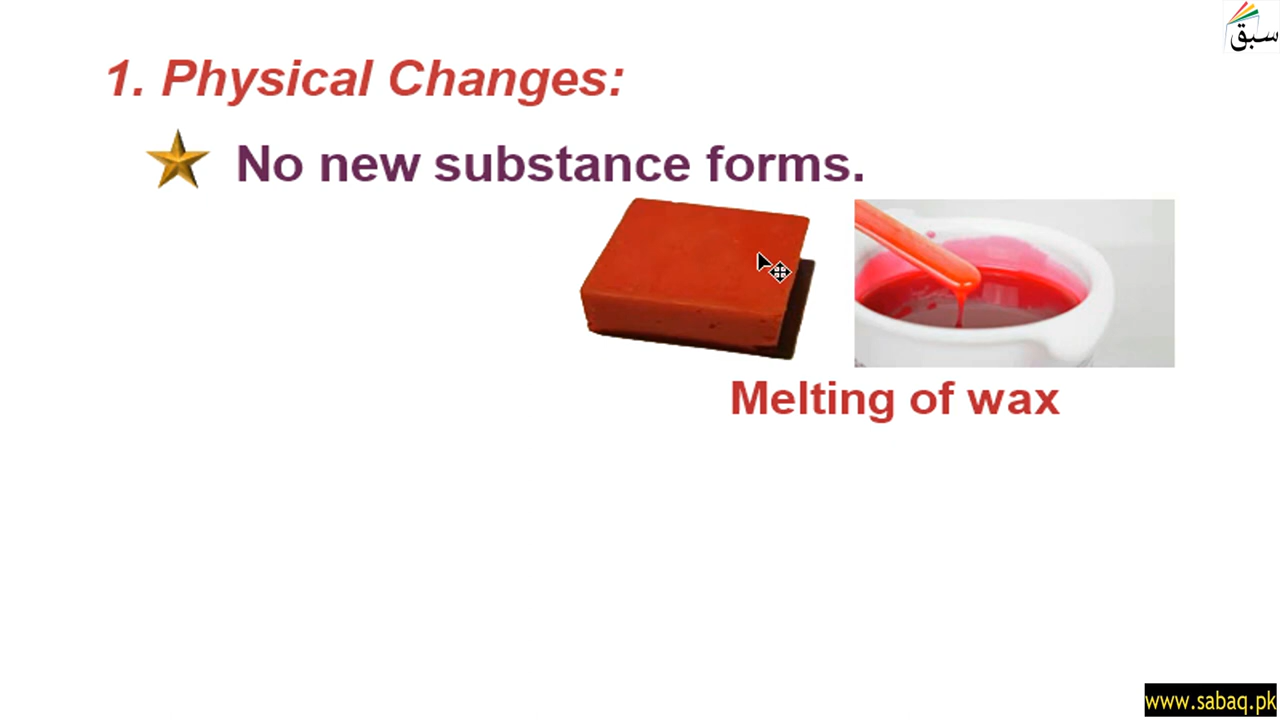 سبق
1. Physical Changes:
No new substance forms.
Melting of wax
www.sabaq.pk